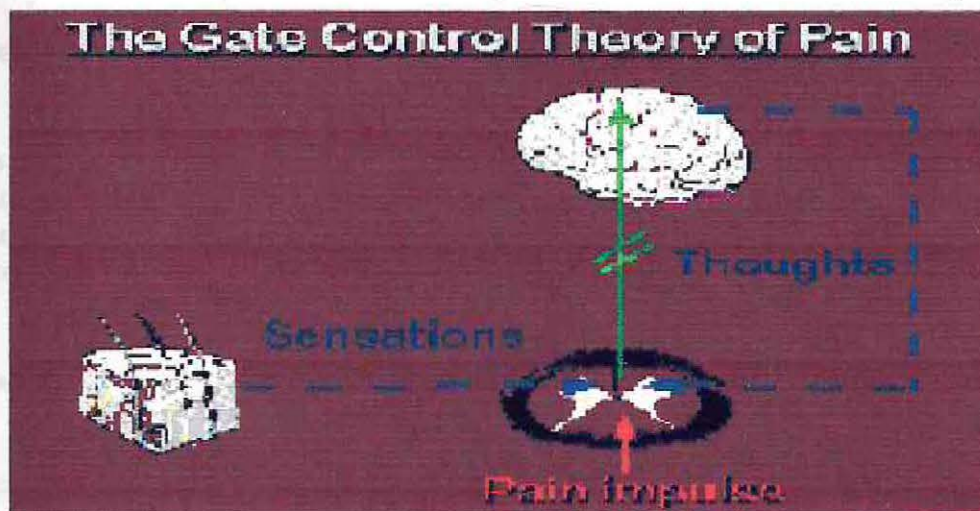 The Gate Control Theory of Pain
Thoughts
Sensations
Pain Impulse